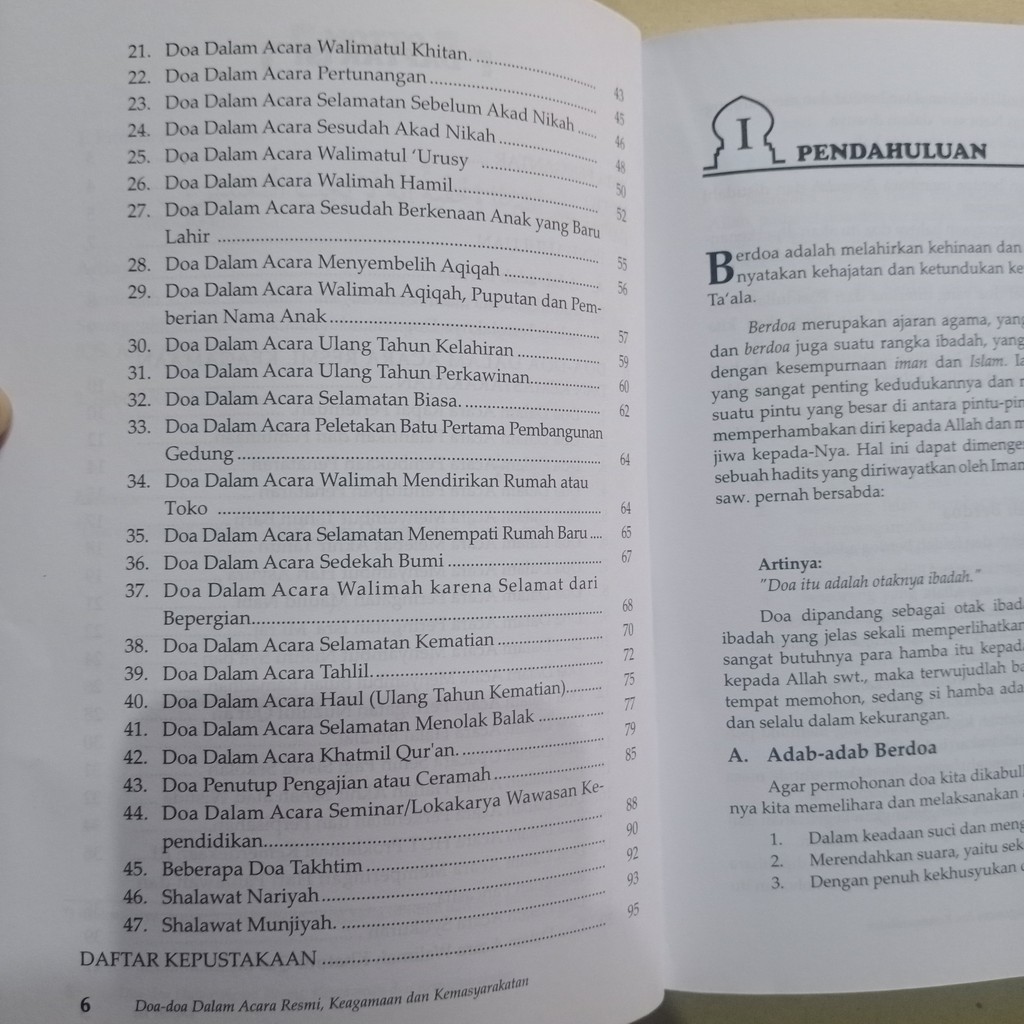 21. Doa Dalam Acara Walimatul Khitan. .......... 43
22. Doa Dalam Acara Pertunangan .......... 45
23. Doa Dalam Acara Selamatan Sebelum Akad Nikah ...... 46
24. Doa Dalam Acara Sesudah Akad Nikah .......... 48
25. Doa Dalam Acara Walimatul ‘Urusy .......... 50
26. Doa Dalam Acara Walimah Hamil .......... 52
27. Doa Dalam Acara Sesudah Berkenaan Anak yang Baru
Lahir .......... 55
28. Doa Dalam Acara Menyembelih Aqiqah .......... 56
29. Doa Dalam Acara Walimah Aqiqah, Puputan dan Pem-
berian Nama Anak .......... 57
30. Doa Dalam Acara Ulang Tahun Kelahiran .......... 59
31. Doa Dalam Acara Ulang Tahun Perkawinan .......... 60
32. Doa Dalam Acara Selamatan Biasa. .......... 62
33. Doa Dalam Acara Peletakan Batu Pertama Pembangunan
Gedung .......... 64
34. Doa Dalam Acara Walimah Mendirikan Rumah atau
Toko .......... 64
35. Doa Dalam Acara Selamatan Menempati Rumah Baru .... 65
36. Doa Dalam Acara Sedekah Bumi .......... 67
37. Doa Dalam Acara Walimah karena Selamat dari
Bepergian .......... 68
38. Doa Dalam Acara Selamatan Kematian .......... 70
39. Doa Dalam Acara Tahlil. .......... 72
40. Doa Dalam Acara Haul (Ulang Tahun Kematian) .......... 75
41. Doa Dalam Acara Selamatan Menolak Balak .......... 77
42. Doa Dalam Acara Khatmil Qur'an. .......... 79
43. Doa Penutup Pengajian atau Ceramah .......... 85
44. Doa Dalam Acara Seminar/Lokakarya Wawasan Ke-
pendidikan .......... 88
45. Beberapa Doa Takhtim .......... 90
46. Shalawat Nariyah .......... 92
47. Shalawat Munjiyah. .......... 93
DAFTAR KEPUSTAKAAN .......... 95
6 Doa-doa Dalam Acara Resmi, Keagamaan dan Kemasyarakatan
I PENDAHULUAN
Berdoa adalah melahirkan kehinaan dan
nyatakan kehajatan dan ketundukan
Ta'ala.
Berdoa merupakan ajaran agama,
dan berdoa juga suatu rangka ibadah, yang
dengan kesempurnaan iman dan Islam.
yang sangat penting kedudukannya dan
suatu pintu yang besar di antara
memperhambakan diri kepada Allah dan
jiwa kepada-Nya. Hal ini dapat
sebuah hadits yang diriwayatkan oleh Imam
saw. pernah bersabda:
Artinya:
"Doa itu adalah otaknya ibadah."
Doa dipandang sebagai otak
ibadah yang jelas sekali memperlihatkan
sangat butuhnya para hamba itu
kepada Allah swt., maka terwujudlah
tempat memohon, sedang si hamba
dan selalu dalam kekurangan.
A. Adab-adab Berdoa
Agar permohonan doa kita
nya kita memelihara dan melaksanakan
1. Dalam keadaan suci dan
2. Merendahkan suara, yaitu
3. Dengan penuh kekhusyukan